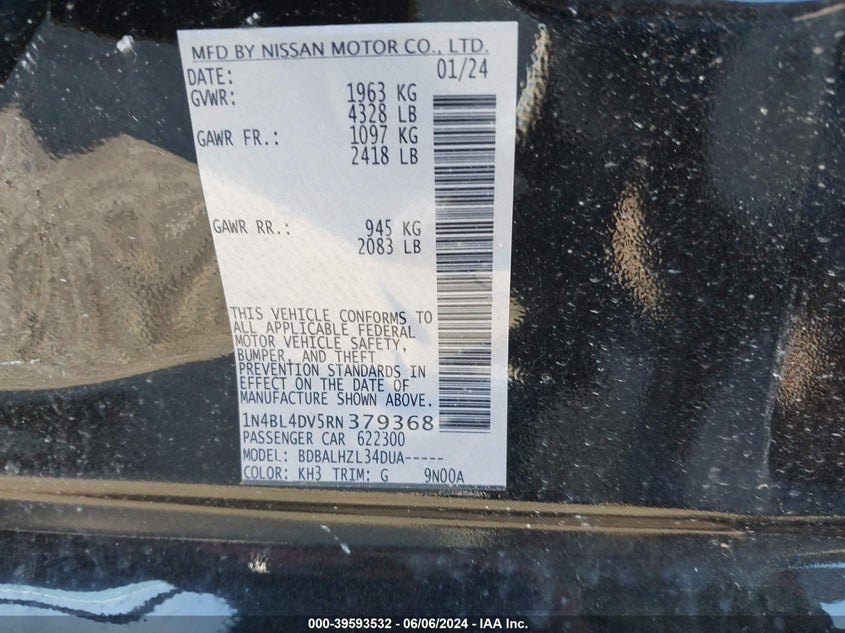 MFD BY NISSAN MOTOR CO., LTD.
DATE: 01/24
GVWR: 1963 KG
4328 LB
GAWR FR.: 1097 KG
2418 LB
GAWR RR.: 945 KG
2083 LB
THIS VEHICLE CONFORMS TO
ALL APPLICABLE FEDERAL
MOTOR VEHICLE SAFETY,
BUMPER, AND THEFT
PREVENTION STANDARDS IN
EFFECT ON THE DATE OF
MANUFACTURE SHOWN ABOVE.
1N4BL4DV5RN379368
PASSENGER CAR 622300
MODEL: BDBALHZL34DUA-----
COLOR: KH3 TRIM: G 9N00A
000-39593532 - 06/06/2024 - IAA Inc.